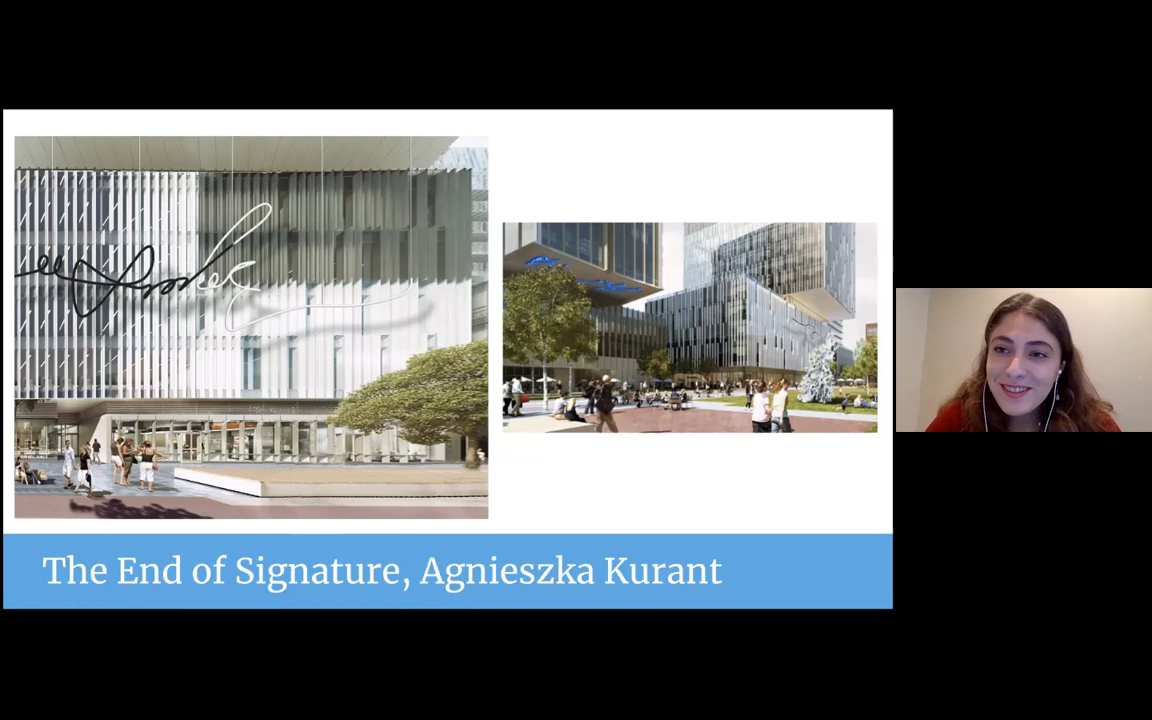 The End of Signature, Agnieszka Kurant